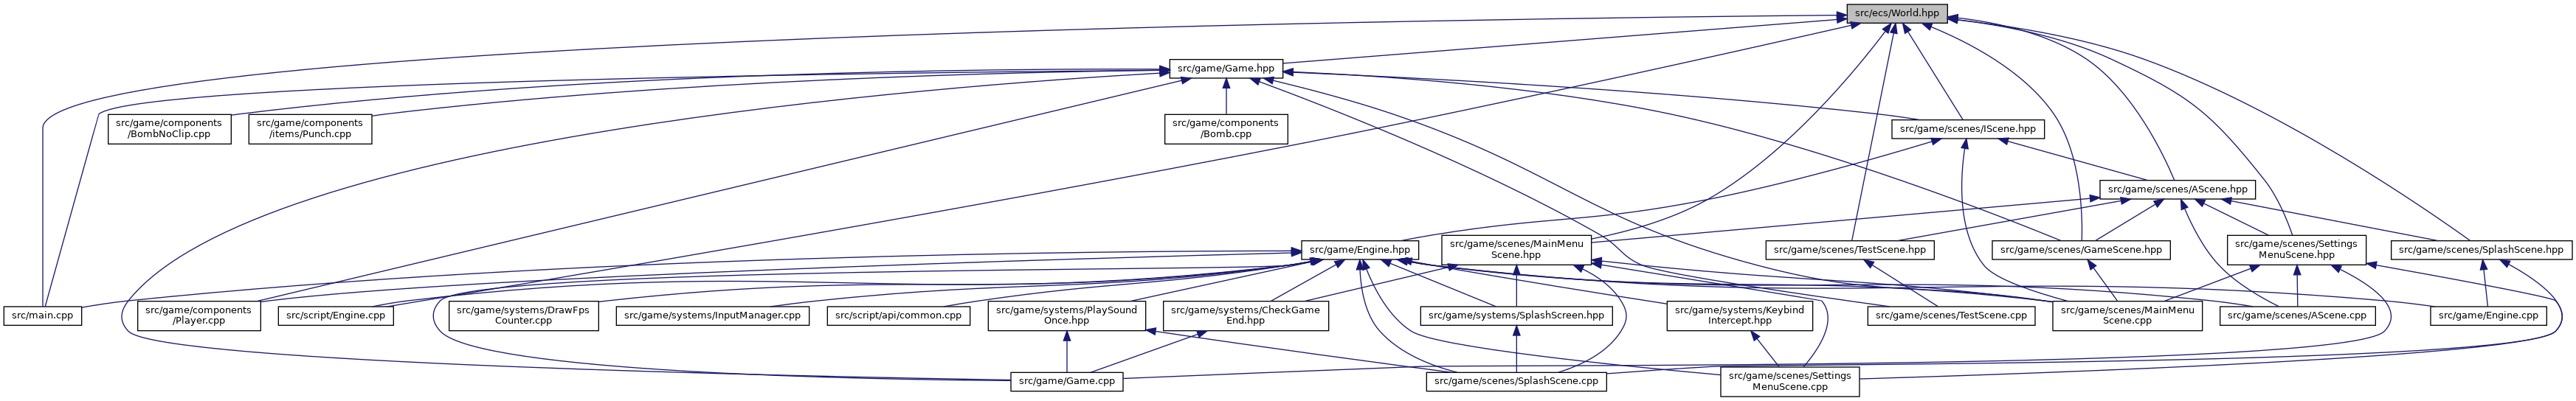 src/ecs/World.hpp
src/game/Game.hpp
src/game/components
/BombNoClip.cpp
src/game/components
/items/Punch.cpp
src/game/components
/Bomb.cpp
src/game/scenes/IScene.hpp
src/game/scenes/AScene.hpp
src/game/Engine.hpp
src/game/scenes/MainMenu
Scene.hpp
src/game/scenes/TestScene.hpp
src/game/scenes/GameScene.hpp
src/game/scenes/Settings
MenuScene.hpp
src/game/scenes/SplashScene.hpp
src/main.cpp
src/game/components
/Player.cpp
src/script/Engine.cpp
src/game/systems/DrawFps
Counter.cpp
src/game/systems/InputManager.cpp
src/script/api/common.cpp
src/game/systems/PlaySound
Once.hpp
src/game/systems/CheckGame
End.hpp
src/game/systems/SplashScreen.hpp
src/game/systems/Keybind
Intercept.hpp
src/game/scenes/TestScene.cpp
src/game/scenes/MainMenu
Scene.cpp
src/game/scenes/AScene.cpp
src/game/Engine.cpp
src/game/Game.cpp
src/game/scenes/SplashScene.cpp
src/game/scenes/Settings
MenuScene.cpp